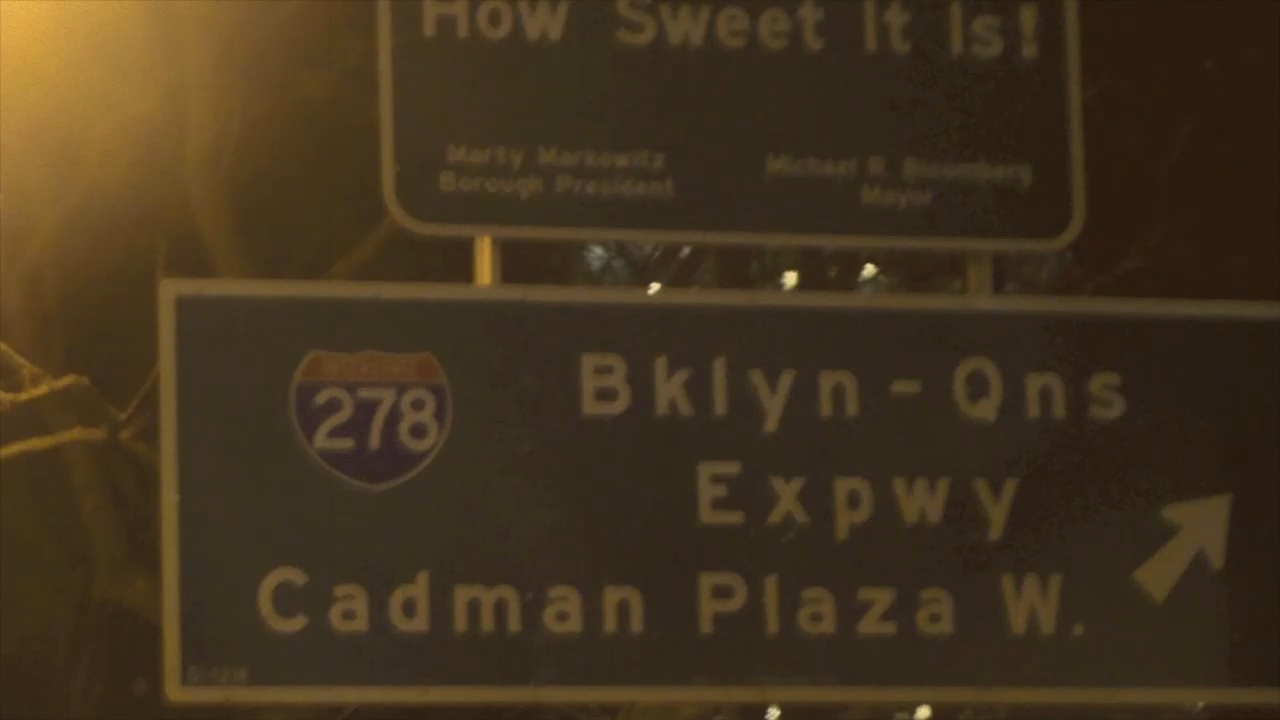 How Sweet It Is!
Marty Markowitz
Borough President
Michael R. Bloomberg
Mayor
INTERSTATE
278
Bklyn-Qns
Expwy
Cadman Plaza W.